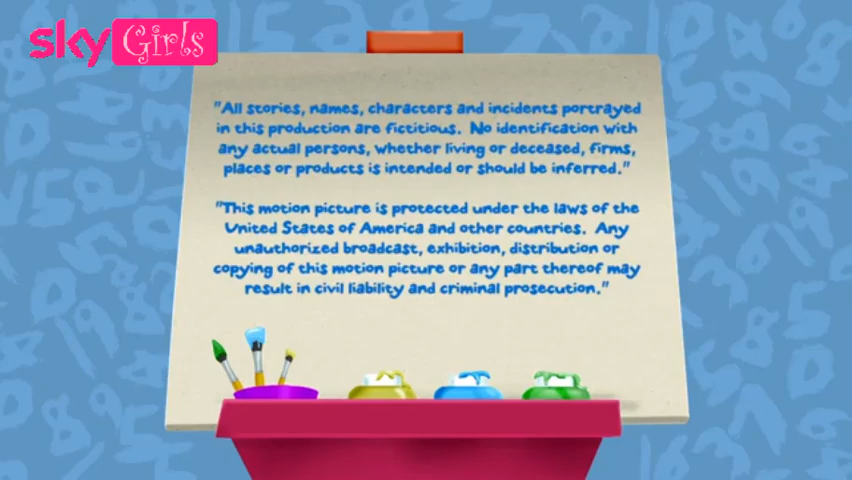 sky Girls
"All stories, names, characters and incidents portrayed
in this production are fictitious. No identification with
any actual persons, whether living or deceased, firms,
places or products is intended or should be inferred."
"This motion picture is protected under the laws of the
United States of America and other countries. Any
unauthorized broadcast, exhibition, distribution or
copying of this motion picture or any part thereof may
result in civil liability and criminal prosecution."